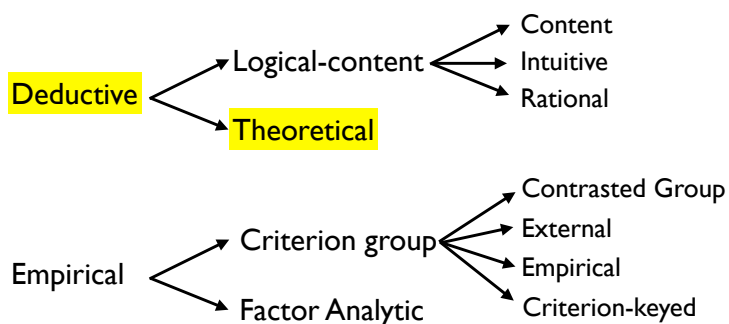 Content
Logical-content
Intuitive
Deductive
Rational
Theoretical
Contrasted Group
External
Criterion group
Empirical
Empirical
Factor Analytic
Criterion-keyed